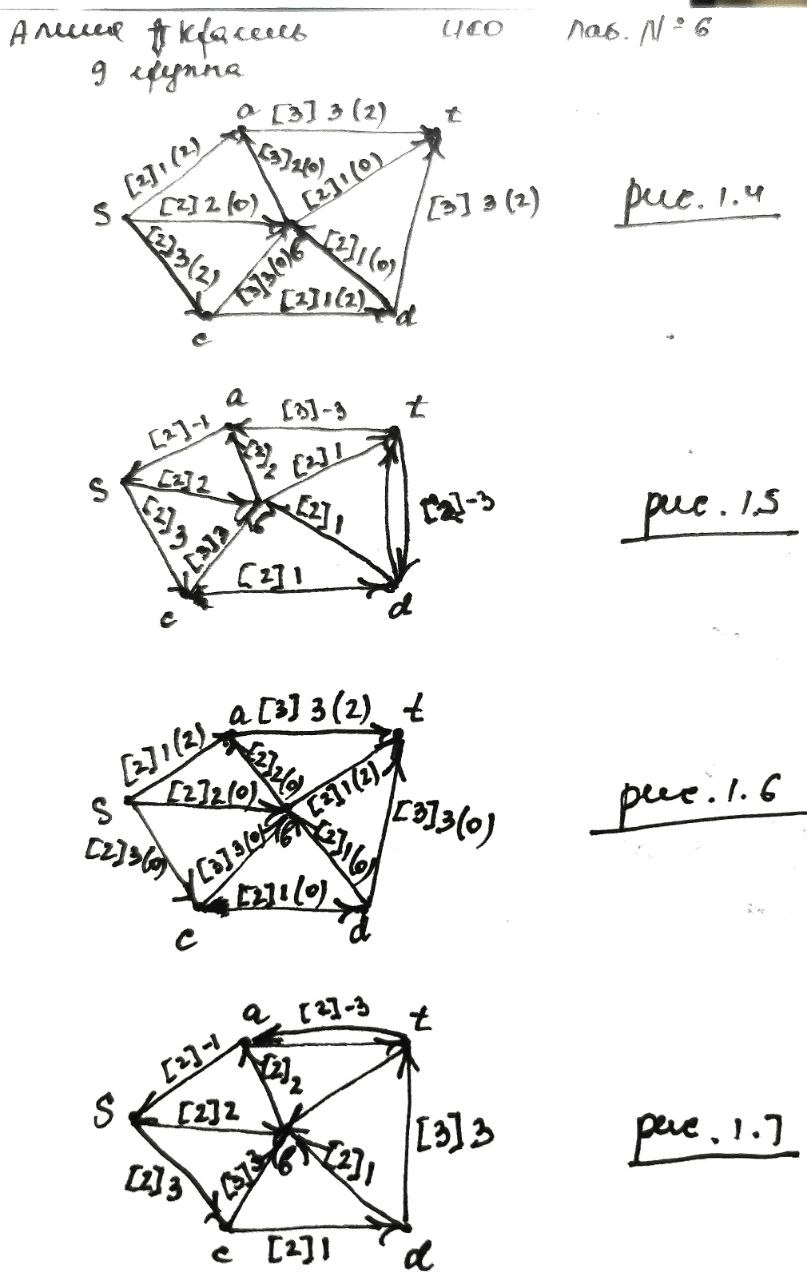 ИСО Лаб. № 6
9 группа
a [3] 3 (2) t
[2] 1 (2) [3] 2(0) [2] 1 (0)
S [2] 2 (0) [3] 3 (2) рис. 1.4
[2] 3 (2) [3] 3 (0) б [2] 1 (0)
[2] 1 (2)
c d
a [3] -3 t
[2] -1 [2] 1
S [2] 2 [2] 1 [2] -3 рис. 1.5
[2] 3 [3] 3 б
[2] 1
c d
a [3] 3 (2) t
[2] 1 (2) [2] 2(0) [2] 1 (2)
S [2] 2 (0) [3] 3 (0) рис. 1.6
[2] 3 (0) [3] 3 (0) б [2] 1 (0)
[2] 1 (0)
c d
a [2] -3 t
[2] -1 [2] 2
S [2] 2 [3] 3 рис. 1.7
[2] 3 [3] 3 б [2] 1
c [2] 1 d